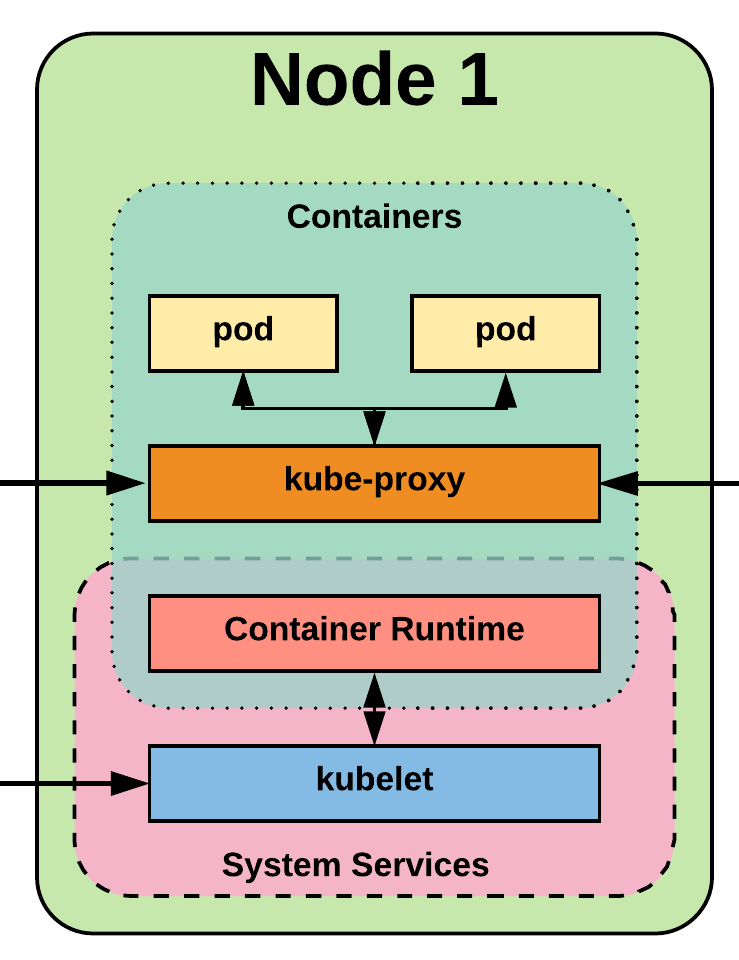 Node 1
Containers
pod
pod
kube-proxy
Container Runtime
kubelet
System Services